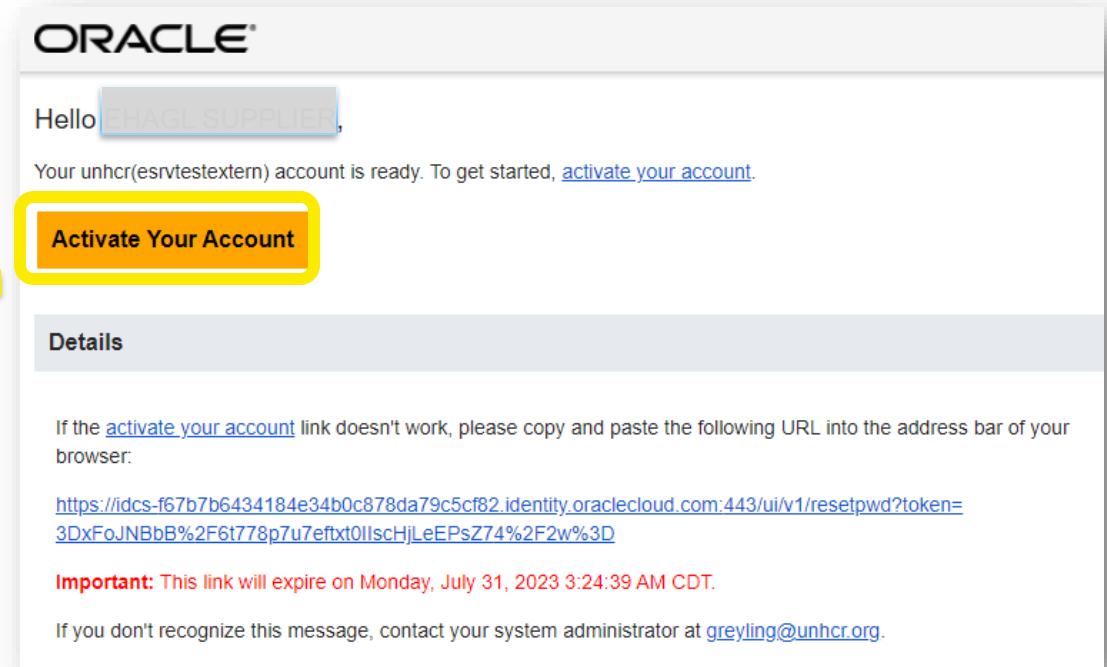 ORACLE
Hello EHAGL SUPPLIER,
Your unhcr(esrvtestextern) account is ready. To get started, activate your account.
Activate Your Account
Details
If the activate your account link doesn't work, please copy and paste the following URL into the address bar of your
browser:
https://idcs-f67b7b6434184e34b0c878da79c5cf82.identity.oraclecloud.com:443/ui/v1/resetpwd?token=
3DxFoJNBbB%2F6t778p7u7eftxt0IIscHjLeEPsZ74%2F2w%3D
Important: This link will expire on Monday, July 31, 2023 3:24:39 AM CDT.
If you don't recognize this message, contact your system administrator at greyling@unhcr.org.